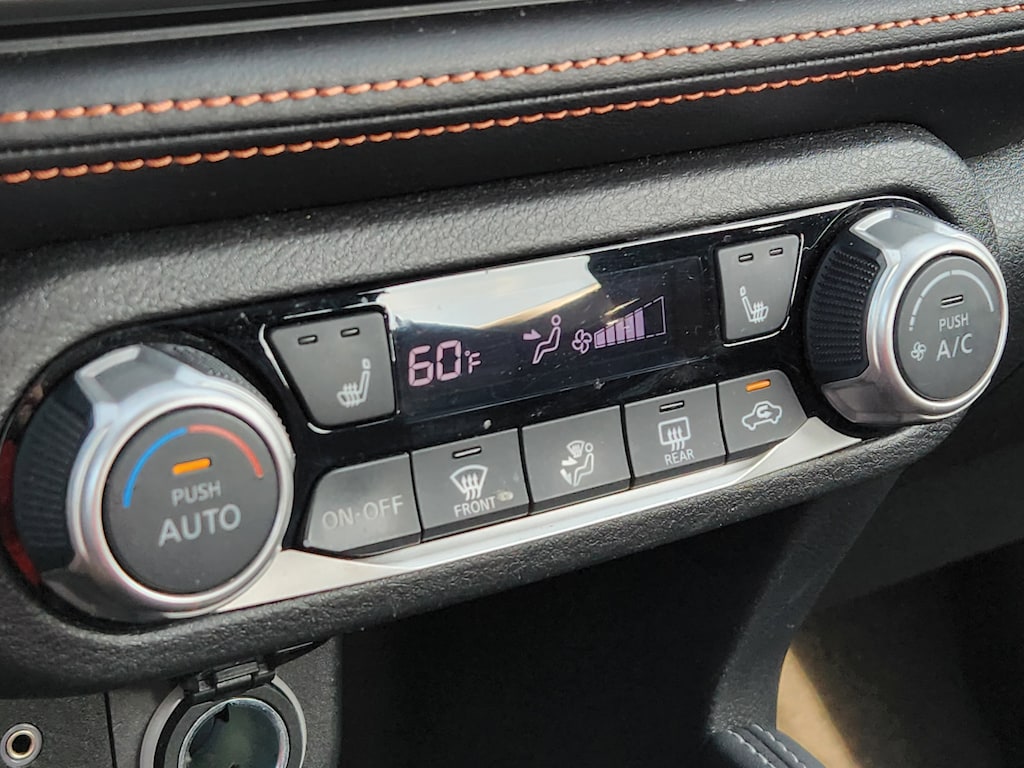 60°F
PUSH
A/C
ON-OFF
FRONT
REAR
PUSH
AUTO